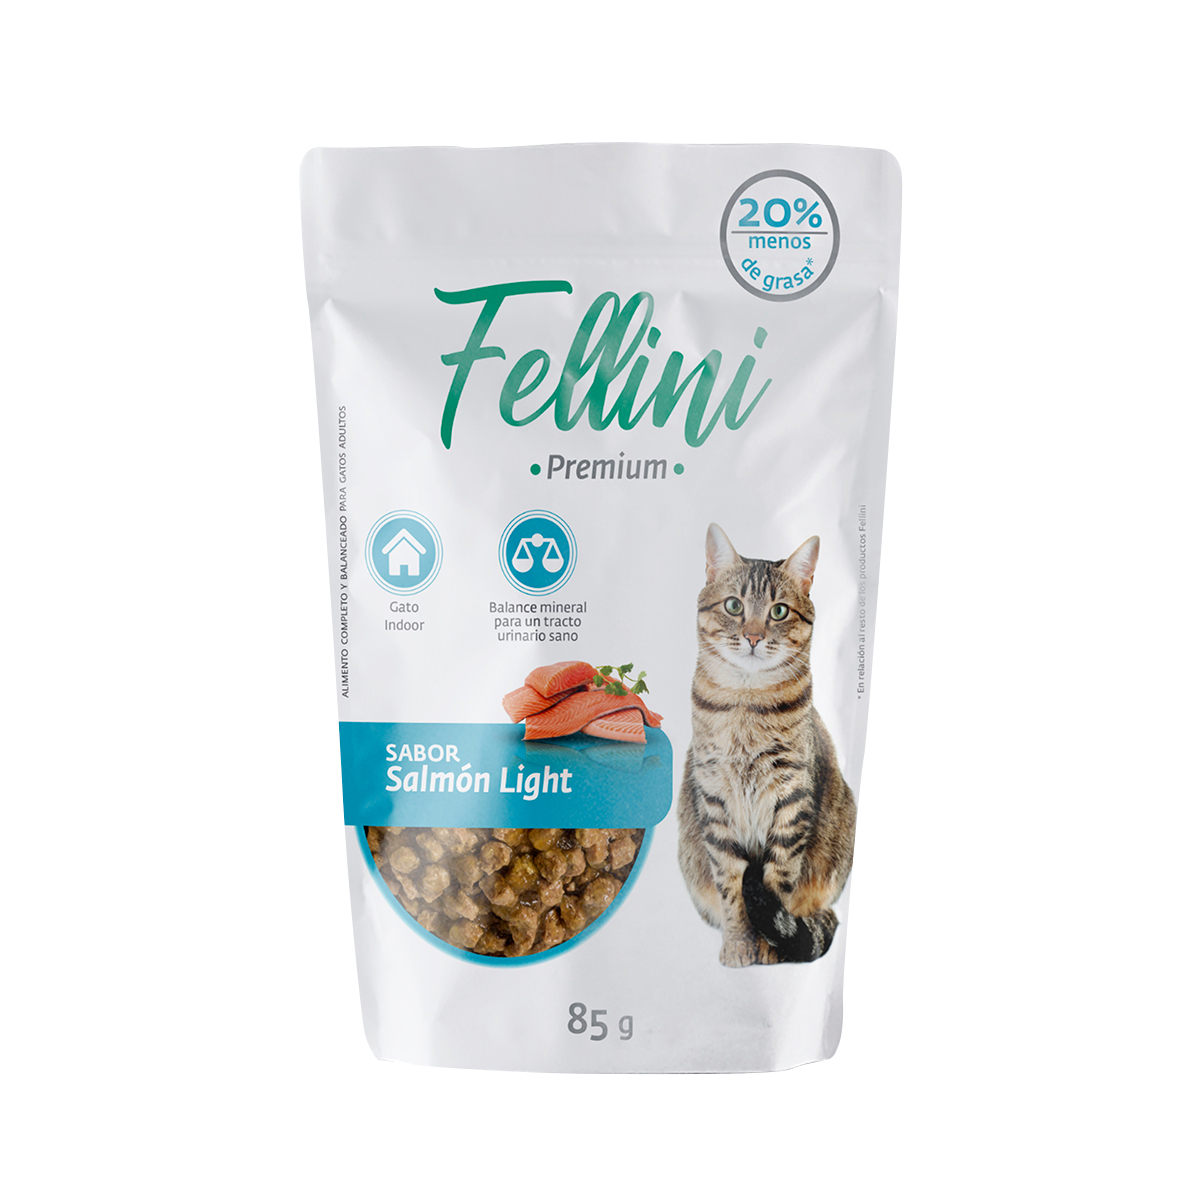 20%
menos
de grasa*
Fellini
• Premium •
ALIMENTO COMPLETO Y BALANCEADO PARA GATOS ADULTOS
Gato
Indoor
Balance mineral
para un tracto
urinario sano
* En relación al resto de los productos Fellini
SABOR
Salmón Light
85 g